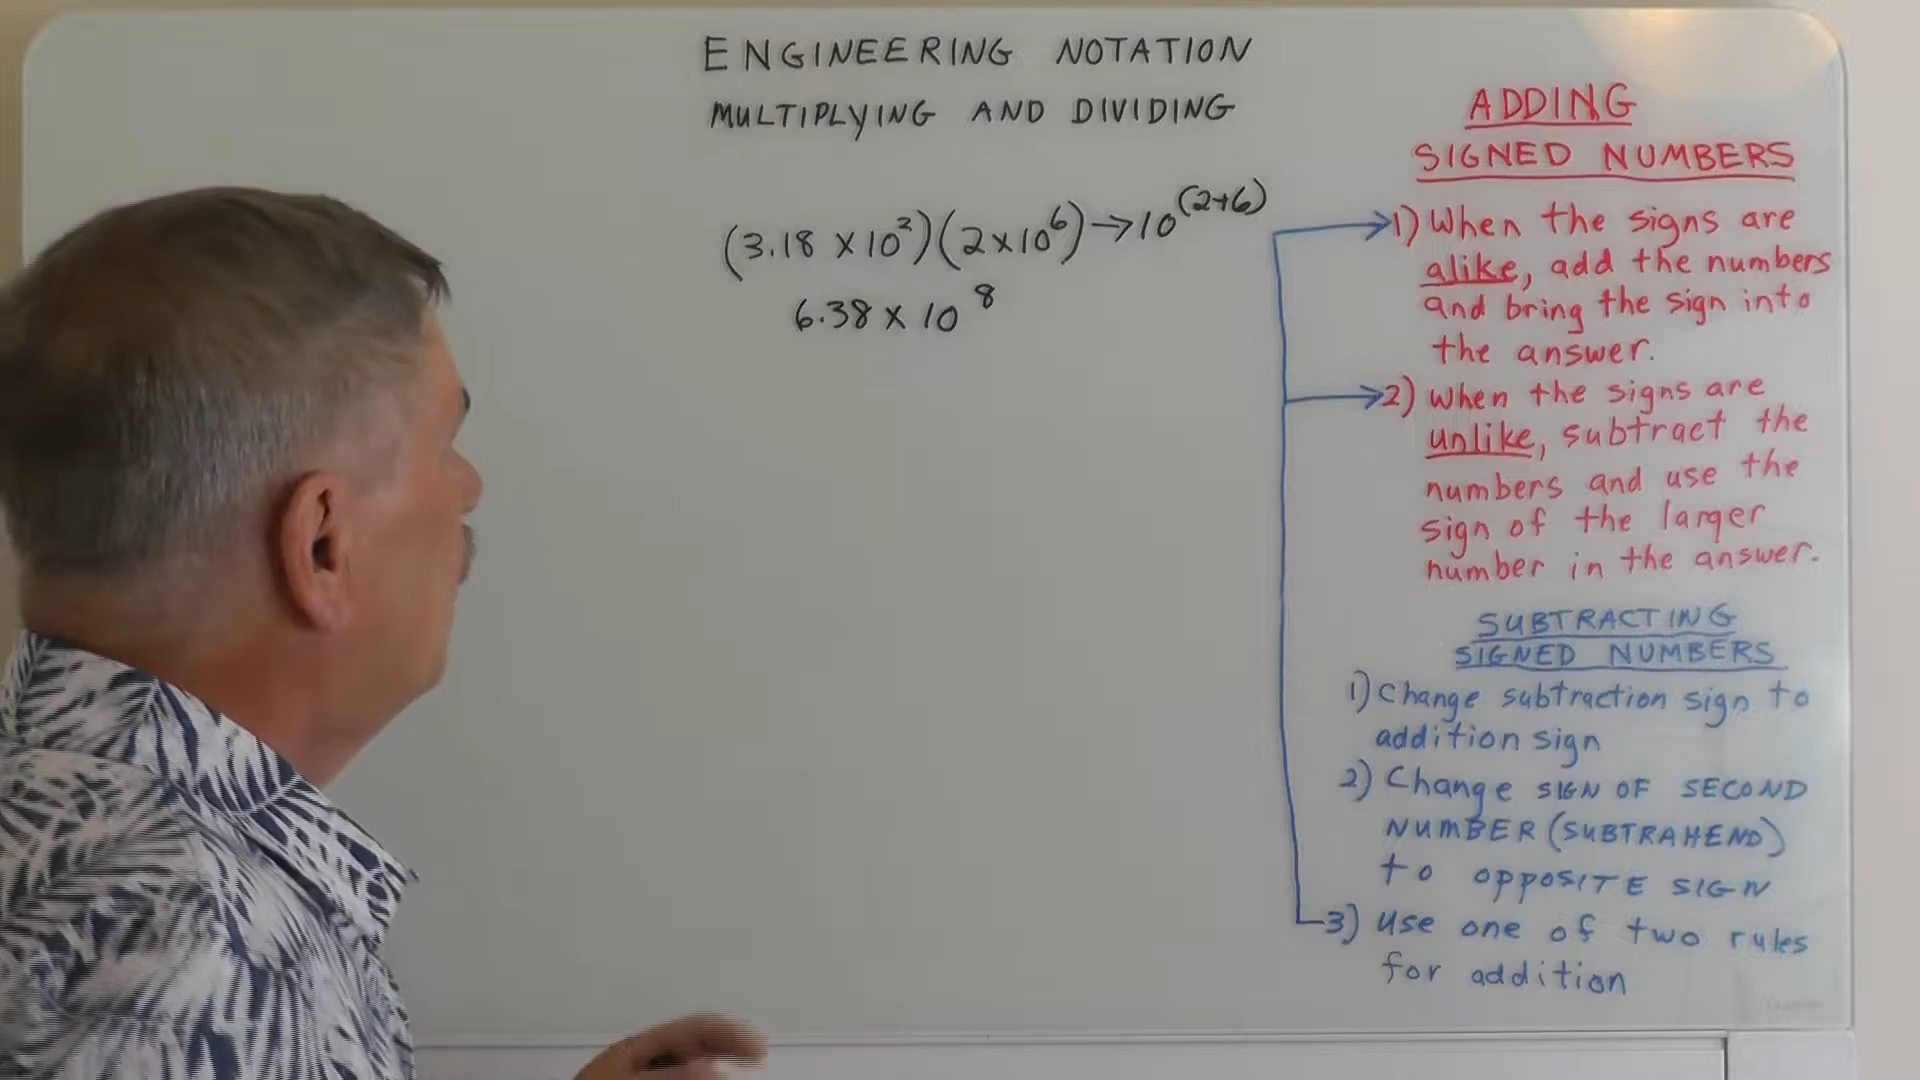 ENGINEERING NOTATION
MULTIPLYING AND DIVIDING
(3.18 x 10²)(2x10⁶)→10⁽²⁺⁶⁾
6.38 x 10⁸
ADDING
SIGNED NUMBERS
1) When the signs are
alike, add the numbers
and bring the sign into
the answer.
2) When the signs are
unlike, subtract the
numbers and use the
sign of the larger
number in the answer.
SUBTRACTING
SIGNED NUMBERS
1) Change subtraction sign to
addition sign
2) Change SIGN OF SECOND
NUMBER (SUBTRAHEND)
to OPPOSITE SIGN
3) Use one of two rules
for addition